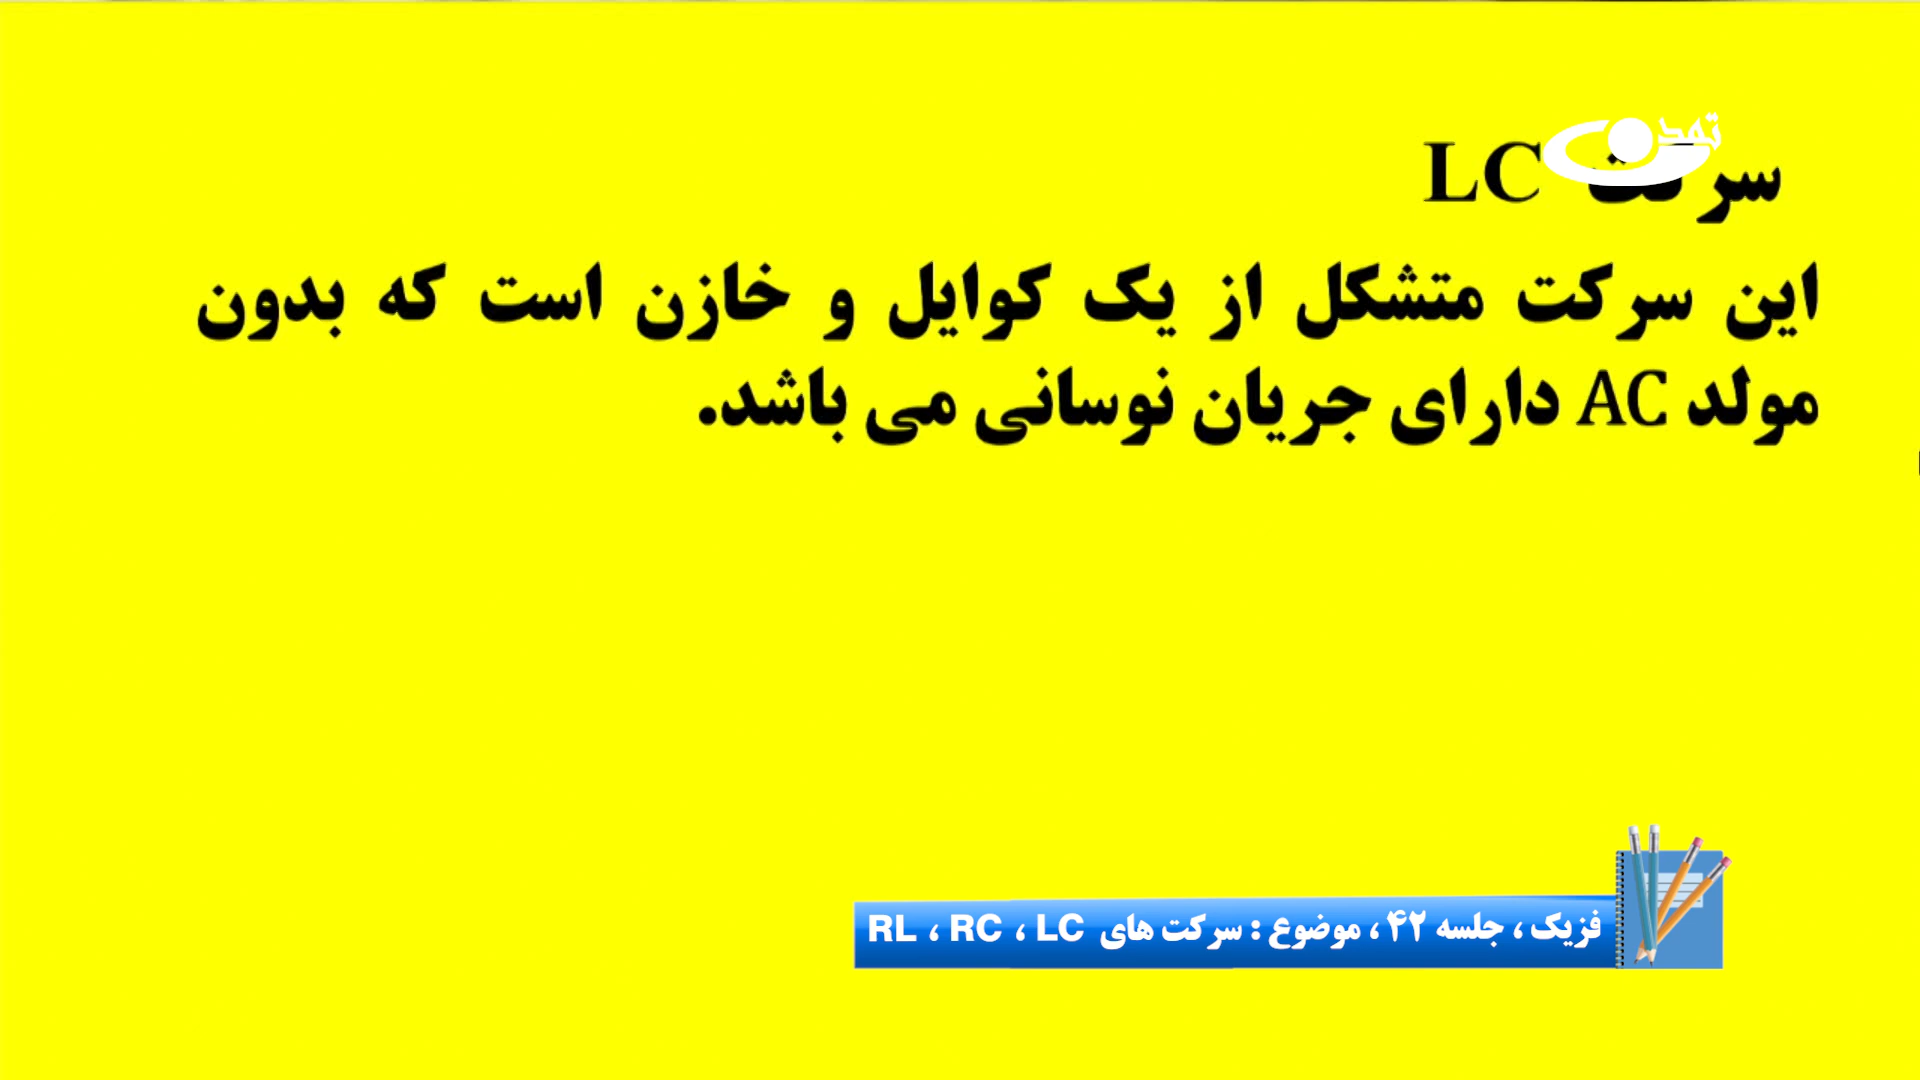 تمدن
سرکت LC
این سرکت متشکل از یک کوایل و خازن است که بدون
مولد AC دارای جریان نوسانی می باشد.
فزیک ، جلسه ۴۲ ، موضوع : سرکت های RL ، RC ، LC